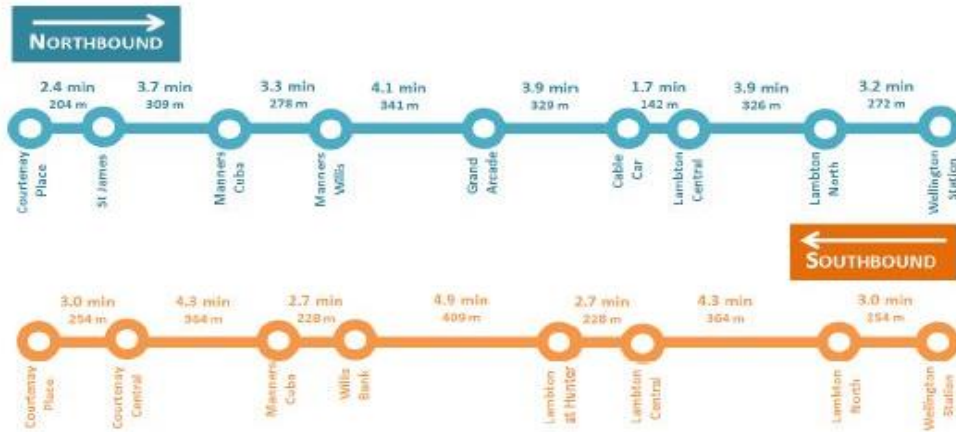 NORTHBOUND
2.4 min 3.7 min 3.3 min 4.1 min 3.9 min 1.7 min 3.9 min 3.2 min
204 m 309 m 278 m 341 m 329 m 142 m 326 m 272 m
Courtenay
Place
St James
Manners
Cuba
Manners
Willis
Grand
Arcade
Cable
Car
Lambton
Central
Lambton
North
Wellington
Station
SOUTHBOUND
3.0 min 4.3 min 2.7 min 4.9 min 2.7 min 4.3 min 3.0 min
254 m 364 m 228 m 409 m 228 m 364 m 254 m
Courtenay
Place
Courtenay
Central
Manners
Cuba
Willis
Bank
Lambton
at Hunter
Lambton
Central
Lambton
North
Wellington
Station